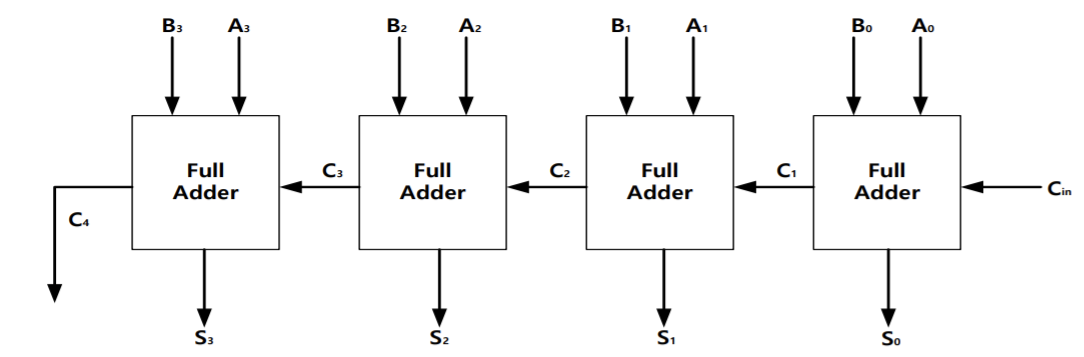 B₃ A₃ B₂ A₂ B₁ A₁ B₀ A₀
Full Adder
C₃
Full Adder
C₂
Full Adder
C₁
Full Adder
Cᵢₙ
C₄
S₃ S₂ S₁ S₀